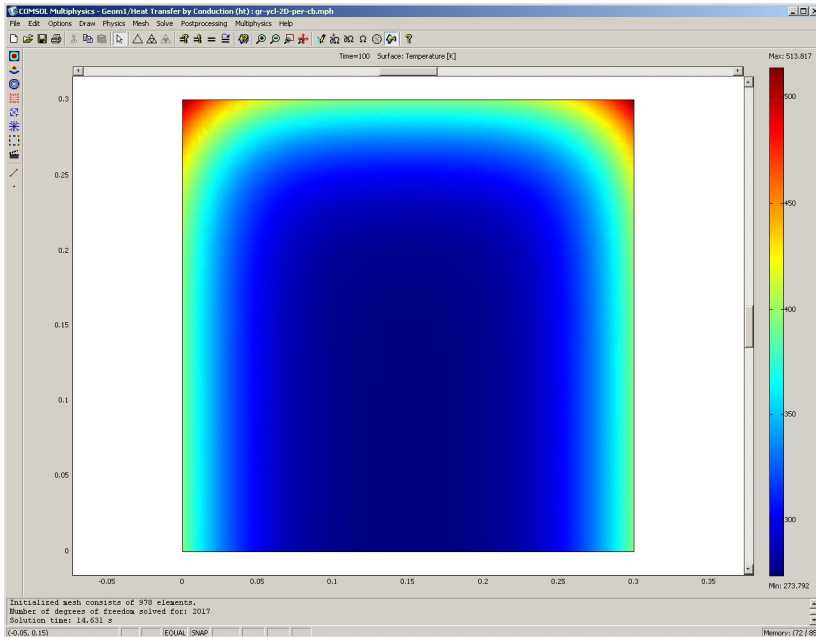 COMSOL Multiphysics - Geom1/Heat Transfer by Conduction (ht) : gr-ycl-2D-per-cb.mph
File Edit Options Draw Physics Mesh Solve Postprocessing Multiphysics Help
Time=100 Surface: Temperature [K]
Max: 513.817
0.3
0.25
0.2
0.15
0.1
0.05
0
-0.05 0 0.05 0.1 0.15 0.2 0.25 0.3 0.35
500
450
400
350
300
Min: 273.792
Initialized mesh consists of 978 elements.
Number of degrees of freedom solved for: 2017
Solution time: 14.631 s
(-0.05, 0.15) EQUAL SNAP Memory: (72 / 85